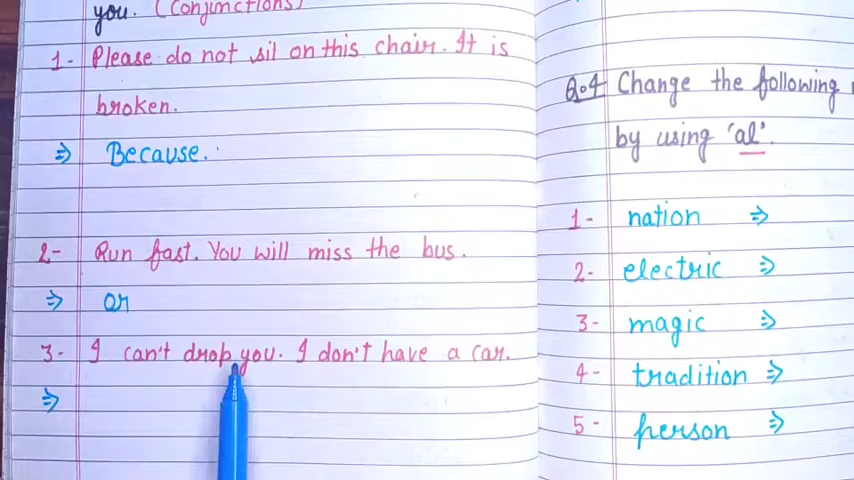 you. (Conjunctions)
1- Please do not sil on this chair. It is
broken.
⇒ Because.
2- Run fast. You will miss the bus.
⇒ or
3- I can't drop you. I don't have a car.
⇒
Q.4 Change the following
by using 'al'.
1- nation ⇒
2- electric ⇒
3- magic ⇒
4- tradition ⇒
5- person ⇒